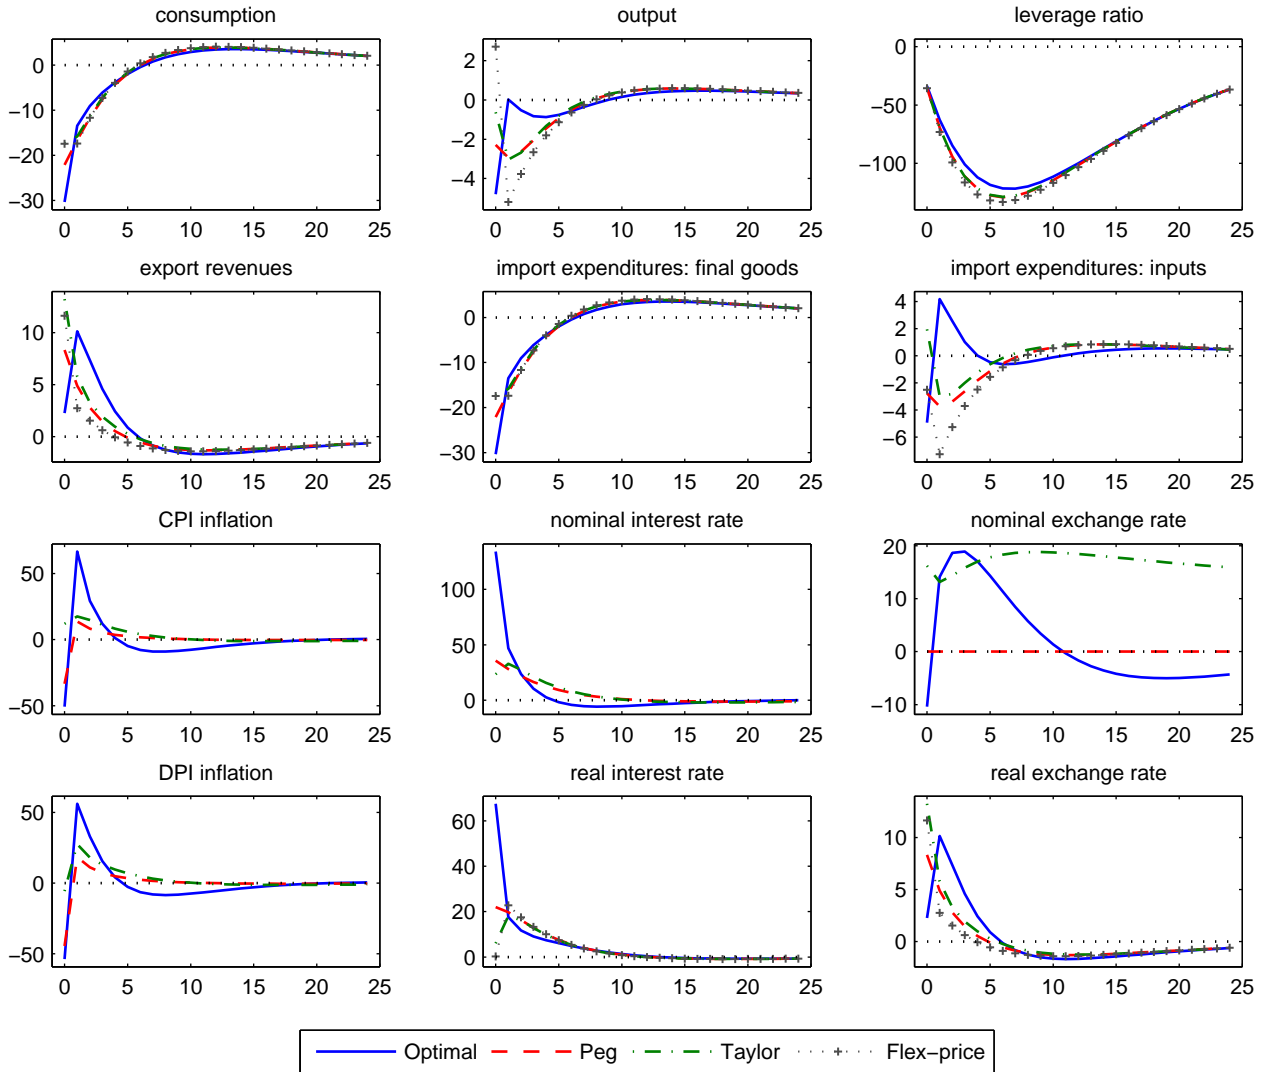 consumption
output
leverage ratio
0
−10
−20
−30
0 5 10 15 20 25
2
0
−2
−4
0 5 10 15 20 25
0
−50
−100
0 5 10 15 20 25
export revenues
import expenditures: final goods
import expenditures: inputs
10
5
0
0 5 10 15 20 25
0
−10
−20
−30
0 5 10 15 20 25
4
2
0
−2
−4
−6
0 5 10 15 20 25
CPI inflation
nominal interest rate
nominal exchange rate
50
0
−50
0 5 10 15 20 25
100
50
0
0 5 10 15 20 25
20
10
0
−10
0 5 10 15 20 25
DPI inflation
real interest rate
real exchange rate
50
0
−50
0 5 10 15 20 25
60
40
20
0
0 5 10 15 20 25
10
5
0
0 5 10 15 20 25
Optimal Peg Taylor Flex−price